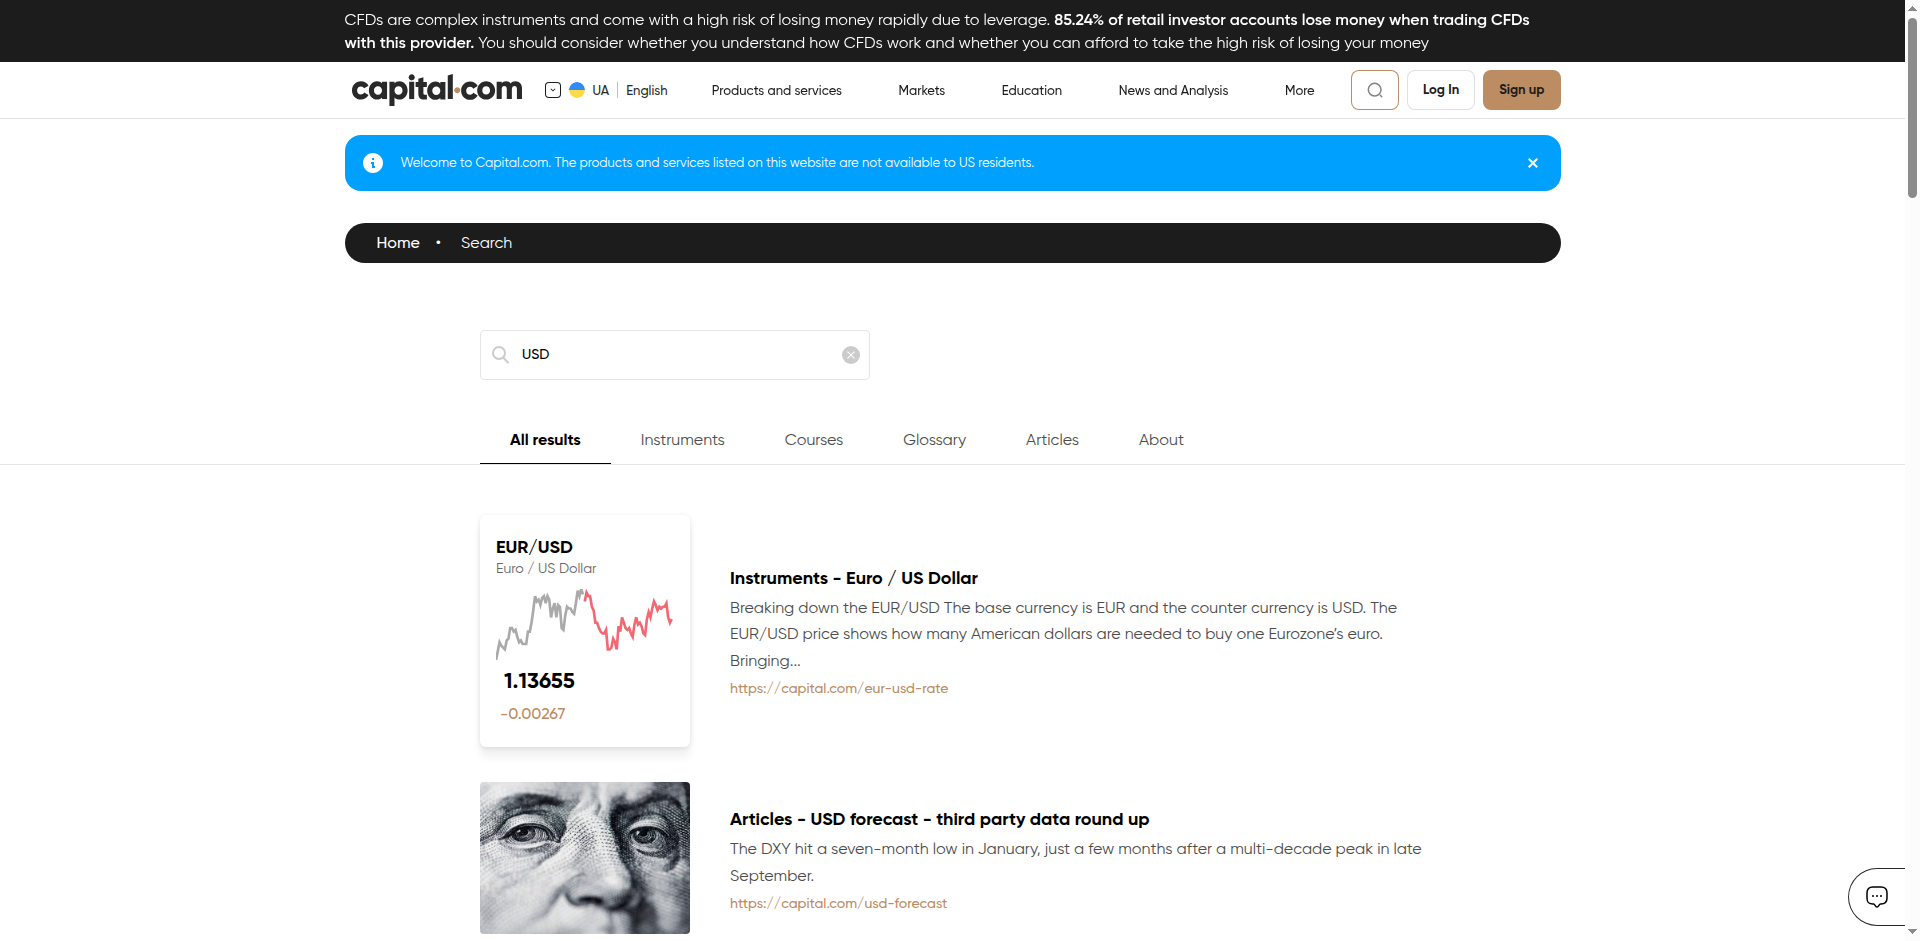 CFDs are complex instruments and come with a high risk of losing money rapidly due to leverage. 85.24% of retail investor accounts lose money when trading CFDs
with this provider. You should consider whether you understand how CFDs work and whether you can afford to take the high risk of losing your money
capital.com
UA
English
Products and services
Markets
Education
News and Analysis
More
Log In
Sign up
Welcome to Capital.com. The products and services listed on this website are not available to US residents.
Home • Search
USD
All results
Instruments
Courses
Glossary
Articles
About
EUR/USD
Euro / US Dollar
1.13655
-0.00267
Instruments - Euro / US Dollar
Breaking down the EUR/USD The base currency is EUR and the counter currency is USD. The
EUR/USD price shows how many American dollars are needed to buy one Eurozone’s euro.
Bringing...
https://capital.com/eur-usd-rate
Articles - USD forecast - third party data round up
The DXY hit a seven-month low in January, just a few months after a multi-decade peak in late
September.
https://capital.com/usd-forecast